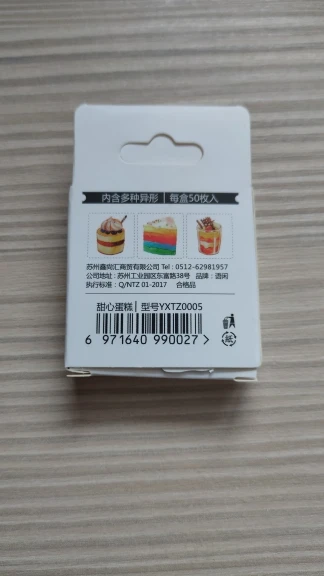 内含多种异形 | 每盒50枚入
苏州鑫尚汇商贸有限公司 Tel : 0512-62981957
公司地址 : 苏州工业园区东富路38号 品牌 : 咨闲
执行标准 : Q/NTZ 01-2017 合格品
甜心蛋糕 | 型号YXTZ0005
6 971640 990027 >
紙